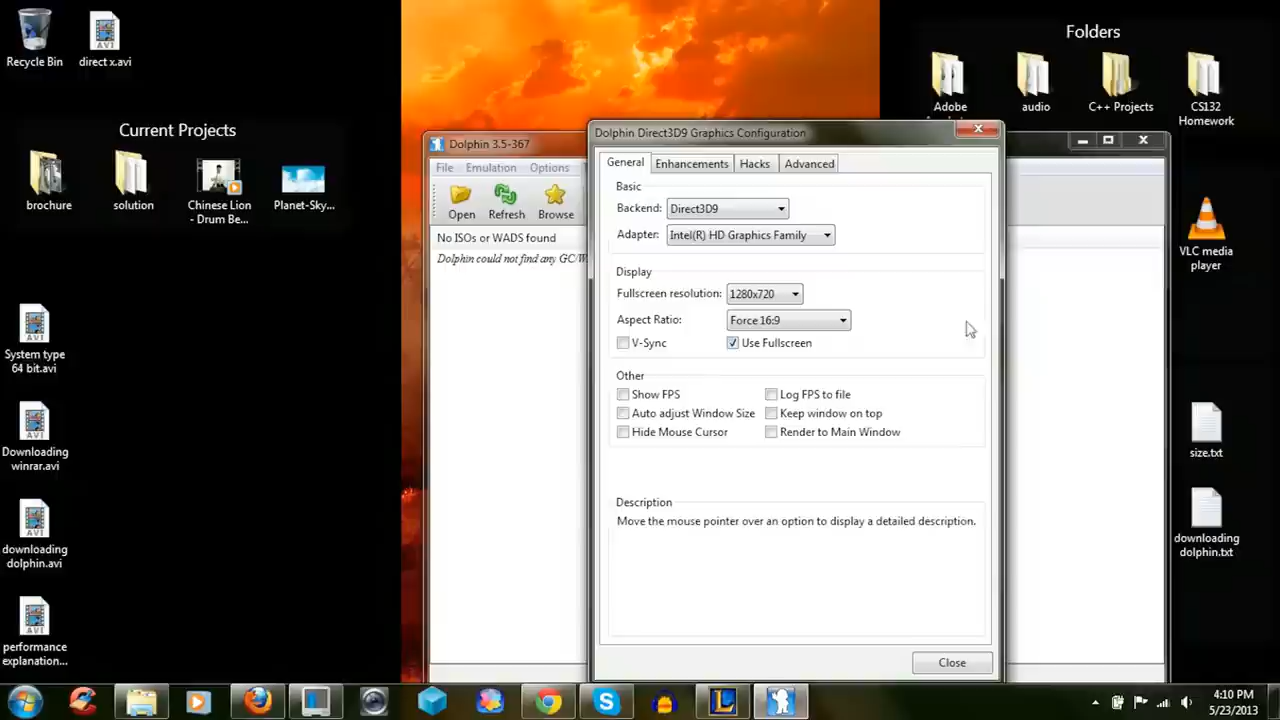 Recycle Bin
direct x.avi
Folders
Adobe
audio
C++ Projects
CS132
Homework
Current Projects
brochure
solution
Chinese Lion
- Drum Be...
Planet-Sky...
System type
64 bit.avi
Downloading
winrar.avi
downloading
dolphin.avi
performance
explanation...
VLC media
player
size.txt
downloading
dolphin.txt
Dolphin 3.5-367
File Emulation Options
Open Refresh Browse
No ISOs or WADS found
Dolphin could not find any GC/W
Dolphin Direct3D9 Graphics Configuration
General Enhancements Hacks Advanced
Basic
Backend: Direct3D9
Adapter: Intel(R) HD Graphics Family
Display
Fullscreen resolution: 1280x720
Aspect Ratio: Force 16:9
V-Sync Use Fullscreen
Other
Show FPS Log FPS to file
Auto adjust Window Size Keep window on top
Hide Mouse Cursor Render to Main Window
Description
Move the mouse pointer over an option to display a detailed description.
Close
4:10 PM
5/23/2013